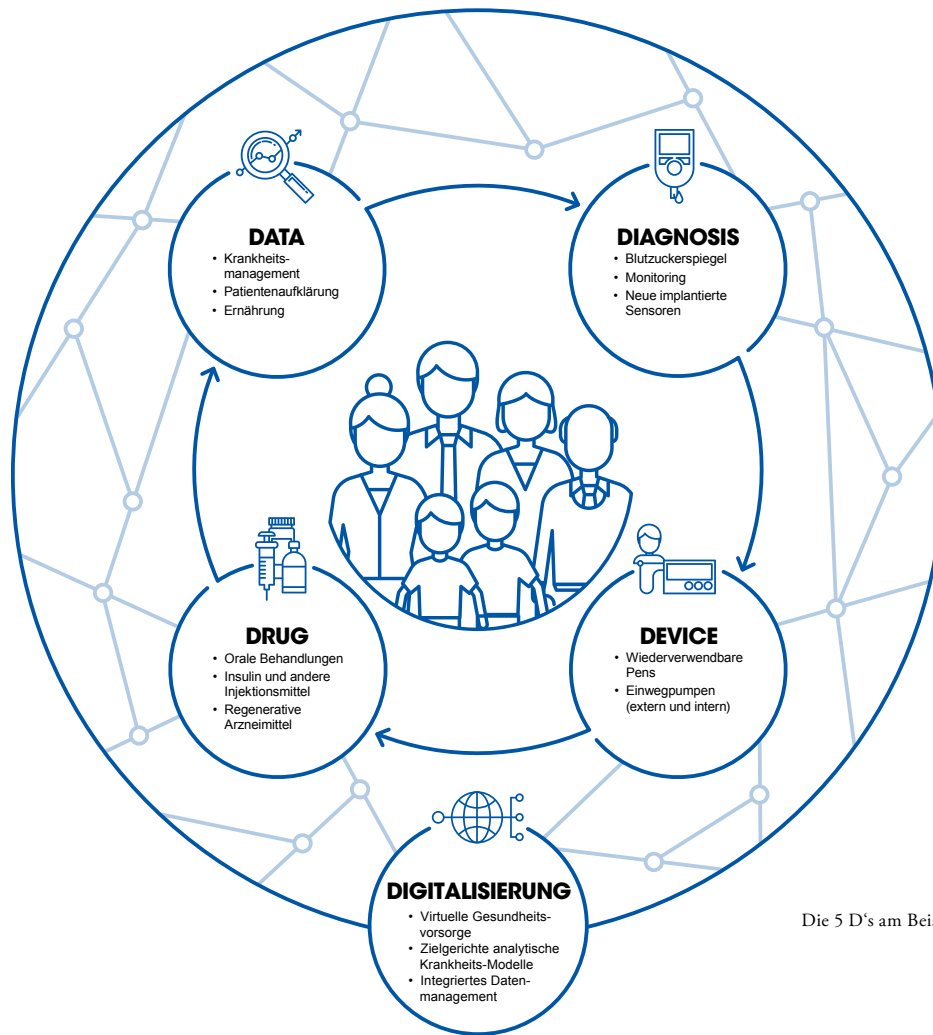 DATA
• Krankheits-
management
• Patientenaufklärung
• Ernährung
DIAGNOSIS
• Blutzuckerspiegel
• Monitoring
• Neue implantierte
Sensoren
DRUG
• Orale Behandlungen
• Insulin und andere
Injektionsmittel
• Regenerative
Arzneimittel
DEVICE
• Wiederverwendbare
Pens
• Einwegpumpen
(extern und intern)
DIGITALISIERUNG
• Virtuelle Gesundheits-
vorsorge
• Zielgerichte analytische
Krankheits-Modelle
• Integriertes Daten-
management
Die 5 D‘s am